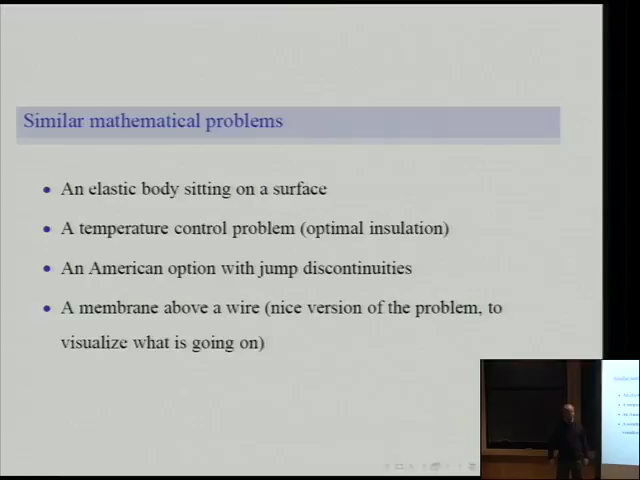 Similar mathematical problems
An elastic body sitting on a surface
A temperature control problem (optimal insulation)
An American option with jump discontinuities
A membrane above a wire (nice version of the problem, to
visualize what is going on)